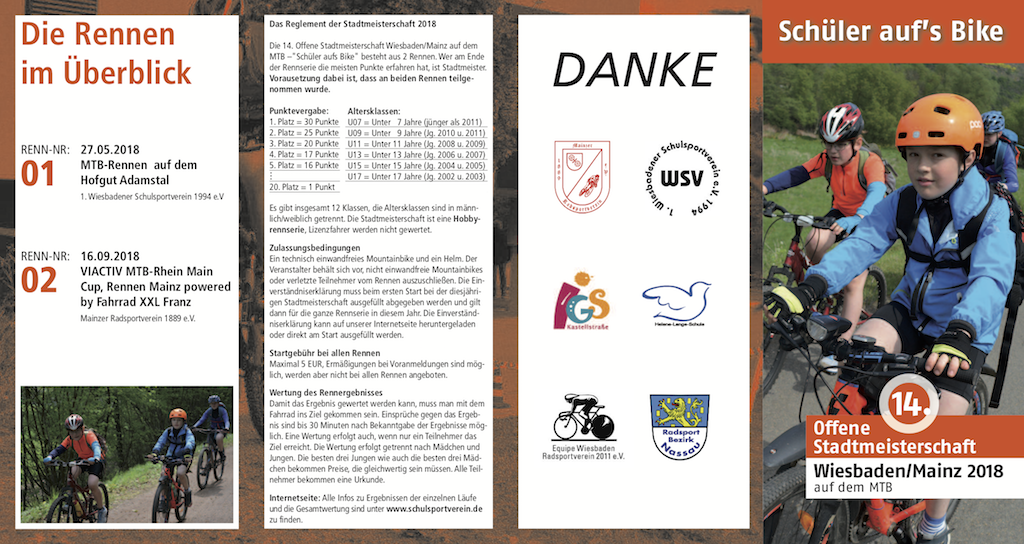 Die Rennen
im Überblick
RENN-NR: 27.05.2018
01 MTB-Rennen auf dem
Hofgut Adamstal
1. Wiesbadener Schulsportverein 1994 e.V
RENN-NR: 16.09.2018
02 VIACTIV MTB-Rhein Main
Cup, Rennen Mainz powered
by Fahrrad XXL Franz
Mainzer Radsportverein 1889 e.V.
Das Reglement der Stadtmeisterschaft 2018
Die 14. Offene Stadtmeisterschaft Wiesbaden/Mainz auf dem
MTB –"Schüler aufs Bike" besteht aus 2 Rennen. Wer am Ende
der Rennserie die meisten Punkte erfahren hat, ist Stadtmeister.
Vorausetzung dabei ist, dass an beiden Rennen teilge-
nommen wurde.
Punktevergabe: Altersklassen:
1. Platz = 30 Punkte U07 = Unter 7 Jahre (jünger als 2011)
2. Platz = 25 Punkte U09 = Unter 9 Jahre (Jg. 2010 u. 2011)
3. Platz = 20 Punkte U11 = Unter 11 Jahre (Jg. 2008 u. 2009)
4. Platz = 17 Punkte U13 = Unter 13 Jahre (Jg. 2006 u. 2007)
5. Platz = 16 Punkte U15 = Unter 15 Jahre (Jg. 2004 u. 2005)
⋮ U17 = Unter 17 Jahre (Jg. 2002 u. 2003)
20. Platz = 1 Punkt
Es gibt insgesamt 12 Klassen, die Altersklassen sind in männ-
lich/weiblich getrennt. Die Stadtmeisterschaft ist eine Hobby-
rennserie, Lizenzfahrer werden nicht gewertet.
Zulassungsbedingungen
Ein technisch einwandfreies Mountainbike und ein Helm. Der
Veranstalter behält sich vor, nicht einwandfreie Mountainbikes
oder verletzte Teilnehmer vom Rennen auszuschließen. Die Ein-
verständniserklärung muss beim ersten Start bei der diesjähri-
gen Stadtmeisterschaft ausgefüllt abgegeben werden und gilt
dann für die ganze Rennserie in diesem Jahr. Die Einverständ-
niserklärung kann auf unserer Internetseite heruntergeladen
oder direkt am Start ausgefüllt werden.
Startgebühr bei allen Rennen
Maximal 5 EUR, Ermäßigungen bei Voranmeldungen sind mög-
lich, werden aber nicht bei allen Rennen angeboten.
Wertung des Rennergebnisses
Damit das Ergebnis gewertet werden kann, muss man mit dem
Fahrrad ins Ziel gekommen sein. Einsprüche gegen das Ergeb-
nis sind bis 30 Minuten nach Bekanntgabe der Ergebnisse mög-
lich. Eine Wertung erfolgt auch, wenn nur ein Teilnehmer das
Ziel erreicht. Die Wertung erfolgt getrennt nach Mädchen und
Jungen. Die besten drei Jungen wie auch die besten drei Mäd-
chen bekommen Preise, die gleichwertig sein müssen. Alle Teil-
nehmer bekommen eine Urkunde.
Internetseite: Alle Infos zu Ergebnissen der einzelnen Läufe
und die Gesamtwertung sind unter www.schulsportverein.de
zu finden.
DANKE
Mainzer
Radsportverein
1. Wiesbadener Schulsportverein e.V. 1994
WSV
GS
Kastellstraße
Helene-Lange-Schule
Equipe Wiesbaden
Radsportverein 2011 e.V.
Radsport
Bezirk
Nassau
Schüler auf's Bike
POC
14.
Offene
Stadtmeisterschaft
Wiesbaden/Mainz 2018
auf dem MTB